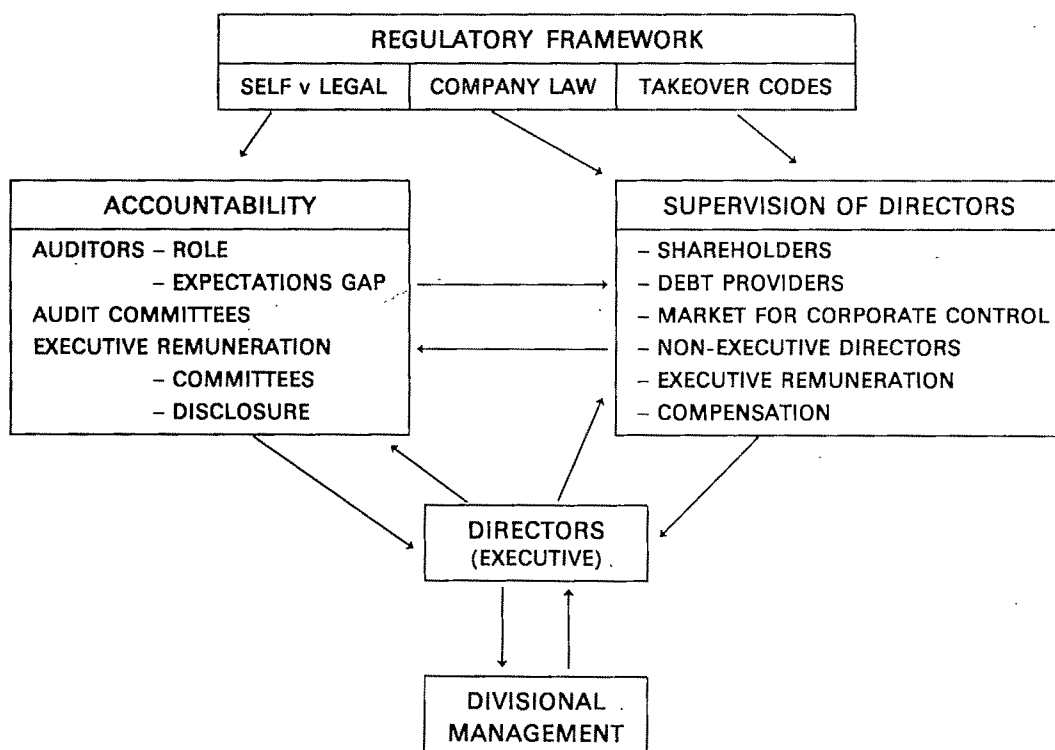 REGULATORY FRAMEWORK
SELF v LEGAL
COMPANY LAW
TAKEOVER CODES
ACCOUNTABILITY
AUDITORS – ROLE
– EXPECTATIONS GAP
AUDIT COMMITTEES
EXECUTIVE REMUNERATION
– COMMITTEES
– DISCLOSURE
SUPERVISION OF DIRECTORS
– SHAREHOLDERS
– DEBT PROVIDERS
– MARKET FOR CORPORATE CONTROL
– NON-EXECUTIVE DIRECTORS
– EXECUTIVE REMUNERATION
– COMPENSATION
DIRECTORS
(EXECUTIVE)
DIVISIONAL
MANAGEMENT